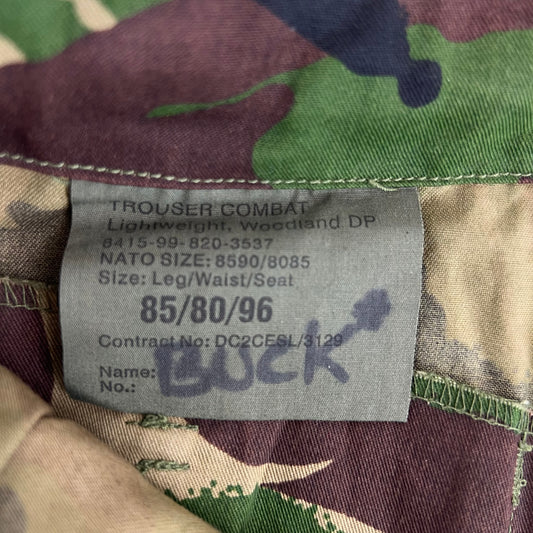 TROUSER COMBAT
Lightweight, Woodland DP
8415-99-820-3537
NATO SIZE: 8590/8085
Size: Leg/Waist/Seat
85/80/96
Contract No: DC2CESL/3129
Name: BUCK
No.: